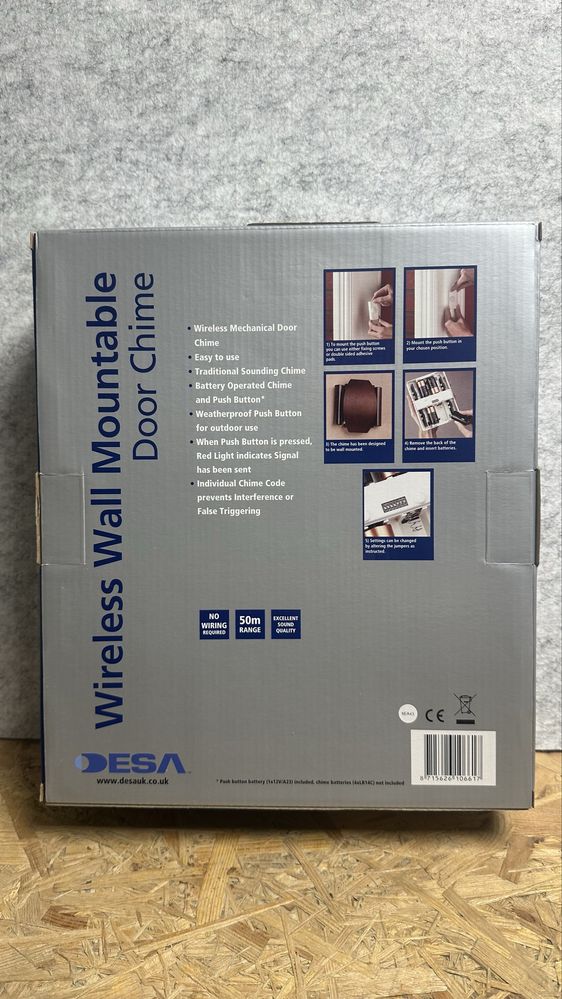 Wireless Wall Mountable
Door Chime
• Wireless Mechanical Door
Chime
• Easy to use
• Traditional Sounding Chime
• Battery Operated Chime
and Push Button*
• Weatherproof Push Button
for outdoor use
• When Push Button is pressed,
Red Light indicates Signal
has been sent
• Individual Chime Code
prevents Interference or
False Triggering
1) To mount the push button
you can use either fixing screws
or double sided adhesive
pads.
2) Mount the push button in
your chosen position.
3) The chime has been designed
to be wall mounted.
4) Remove the back of the
chime and insert batteries.
5) Settings can be changed
by altering the jumpers as
instructed.
NO
WIRING
REQUIRED
50m
RANGE
EXCELLENT
SOUND
QUALITY
CE
DESA
www.desauk.co.uk
* Push button battery (1x12V/A23) included, chime batteries (4xLR14C) not included
8 715626 106617